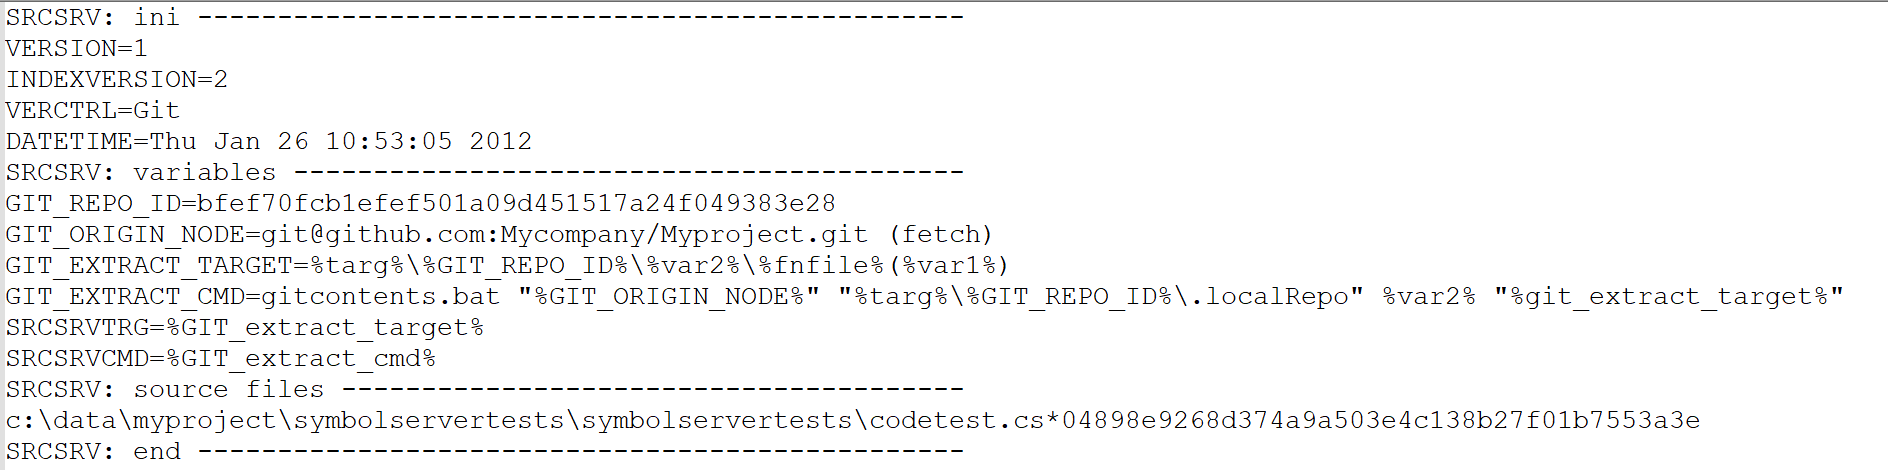 SRCSRV: ini ------------------------------------------------
VERSION=1
INDEXVERSION=2
VERCTRL=Git
DATETIME=Thu Jan 26 10:53:05 2012
SRCSRV: variables ------------------------------------------
GIT_REPO_ID=bfef70fcb1efef501a09d451517a24f049383e28
GIT_ORIGIN_NODE=git@github.com:Mycompany/Myproject.git (fetch)
GIT_EXTRACT_TARGET=%targ%\%GIT_REPO_ID%\%var2%\%fnfile%(%var1%)
GIT_EXTRACT_CMD=gitcontents.bat "%GIT_ORIGIN_NODE%" "%targ%\%GIT_REPO_ID%\.localRepo" %var2% "%git_extract_target%"
SRCSRVTRG=%GIT_extract_target%
SRCSRVCMD=%GIT_extract_cmd%
SRCSRV: source files ---------------------------------------
c:\data\myproject\symbolservertests\symbolservertests\codetest.cs*04898e9268d374a9a503e4c138b27f01b7553a3e
SRCSRV: end ------------------------------------------------